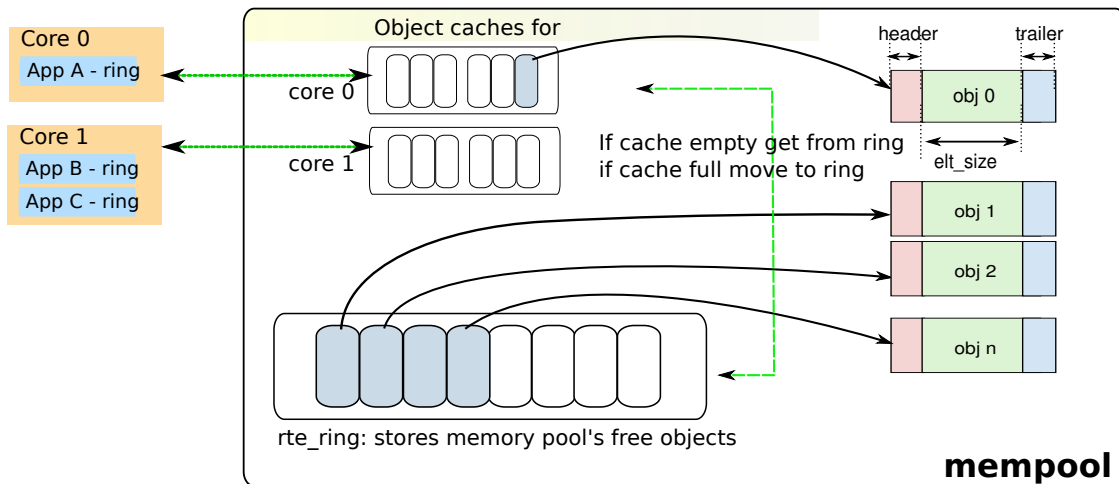 Object caches for
Core 0
App A - ring
core 0
Core 1
App B - ring
App C - ring
core 1
header
trailer
obj 0
elt_size
If cache empty get from ring
if cache full move to ring
obj 1
obj 2
obj n
rte_ring: stores memory pool's free objects
mempool